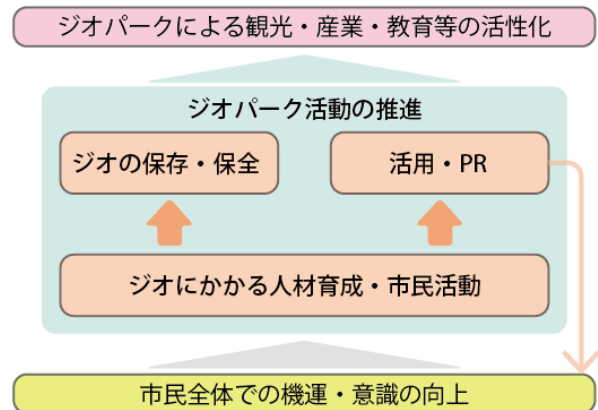 ジオパークによる観光・産業・教育等の活性化
ジオパーク活動の推進
ジオの保存・保全
活用・PR
ジオにかかる人材育成・市民活動
市民全体での機運・意識の向上